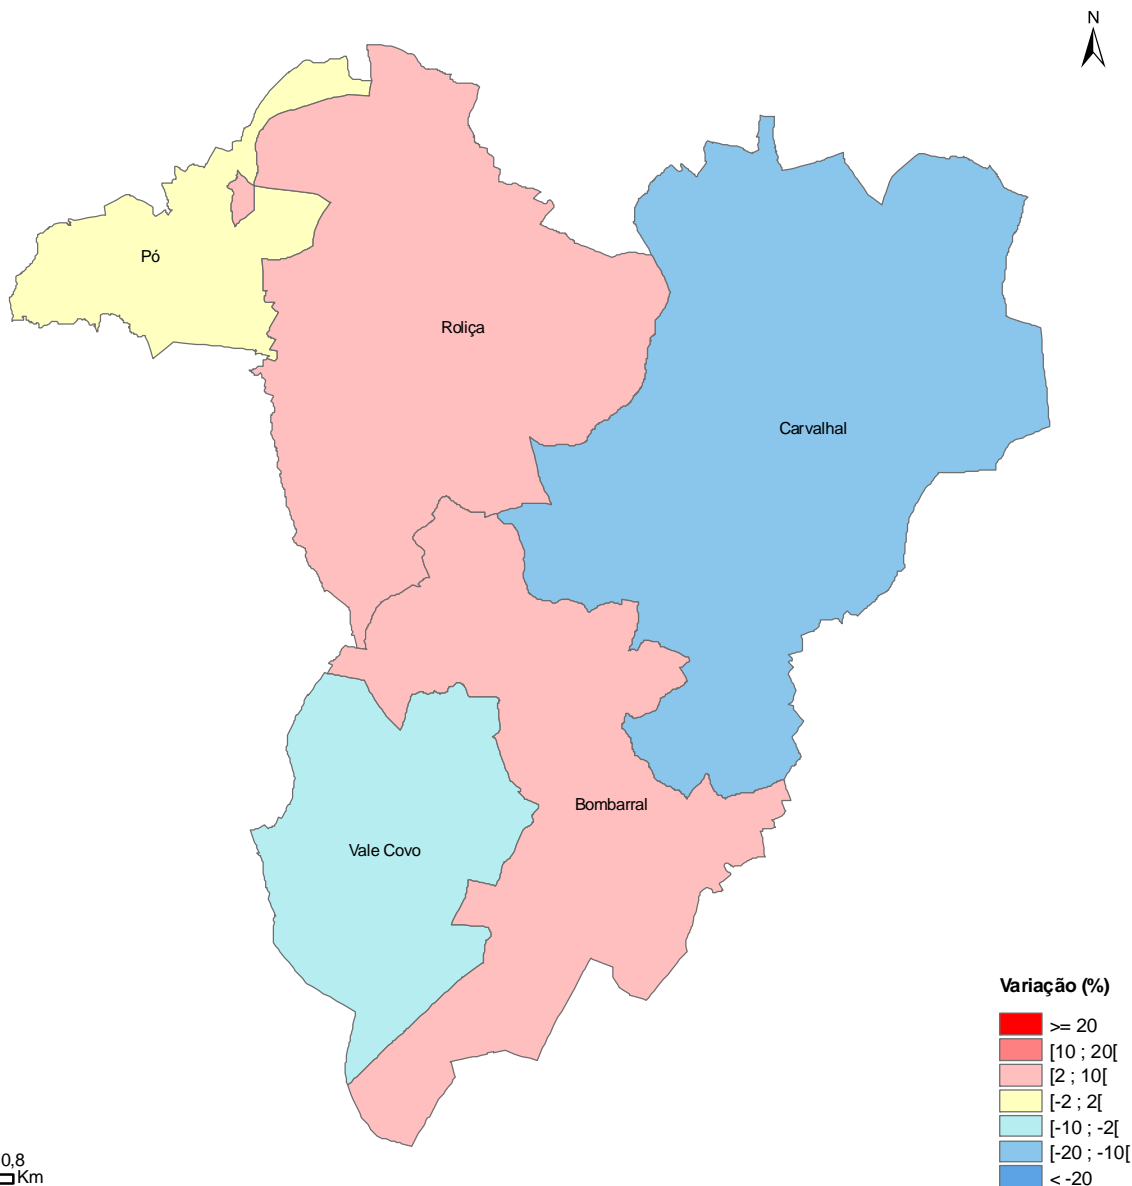 N
Pó
Roliça
Carvalhal
Bombarral
Vale Covo
Variação (%)
>= 20
[10 ; 20[
[2 ; 10[
[-2 ; 2[
[-10 ; -2[
[-20 ; -10[
< -20
0,8
Km